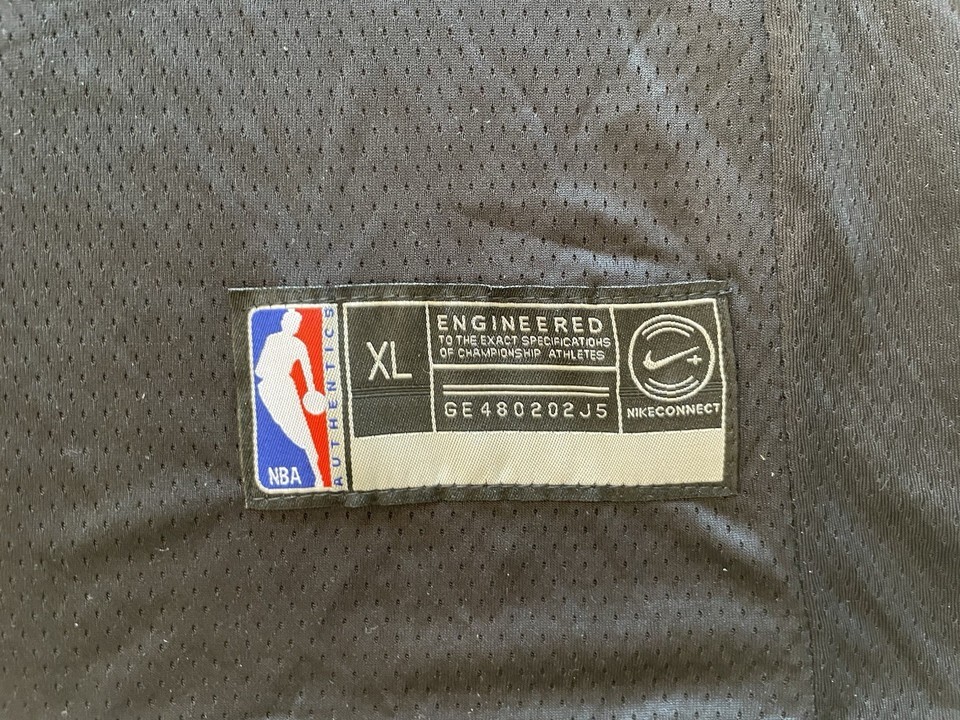 NBA
AUTHENTICS
XL
ENGINEERED
TO THE EXACT SPECIFICATIONS
OF CHAMPIONSHIP ATHLETES
GE480202J5
NIKECONNECT